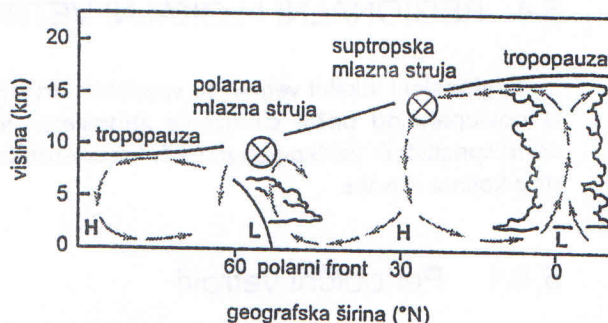 20
15
10
5
0
visina (km)
tropopauza
polarna
mlazna struja
suptropska
mlazna struja
tropopauza
H
L
H
L
60
30
0
polarni front
geografska širina (°N)